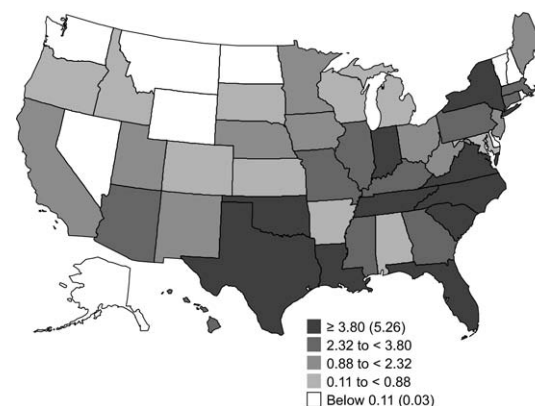 ≥ 3.80 (5.26)
2.32 to < 3.80
0.88 to < 2.32
0.11 to < 0.88
Below 0.11 (0.03)